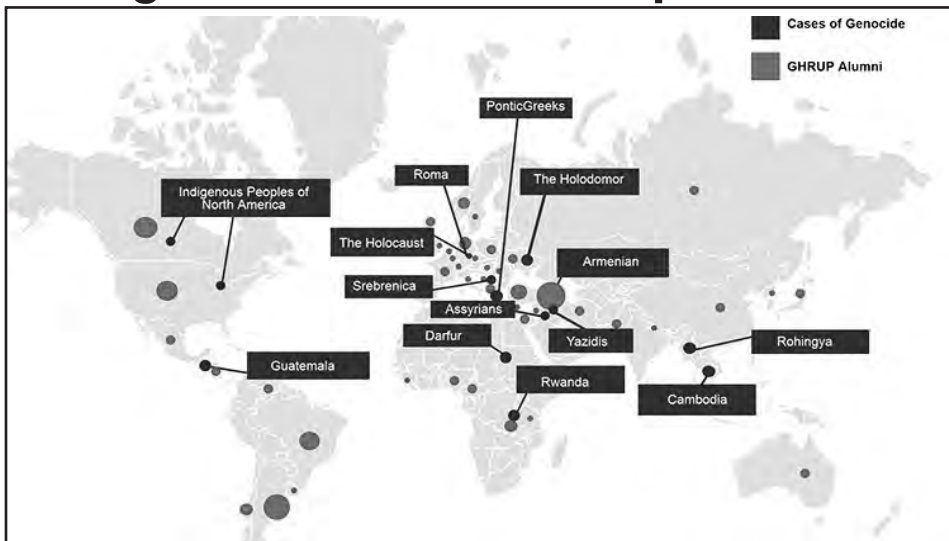 Cases of Genocide
GHRUP Alumni
PonticGreeks
Roma
The Holodomor
Indigenous Peoples of
North America
The Holocaust
Armenian
Srebrenica
Assyrians
Darfur
Yazidis
Rohingya
Guatemala
Rwanda
Cambodia